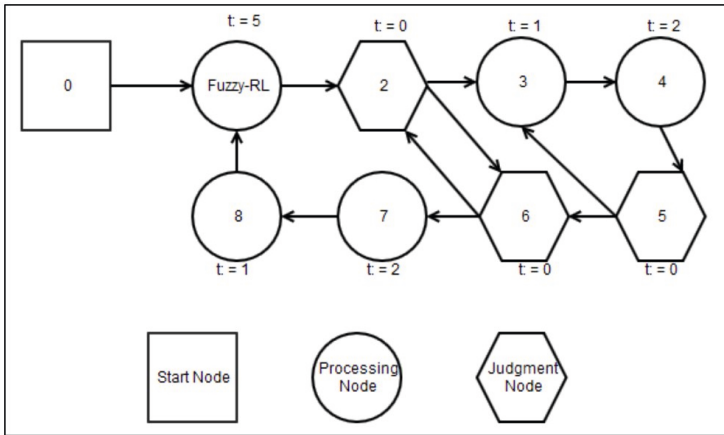 t: = 5
t: = 0
t: = 1
t: = 2
0
Fuzzy-RL
2
3
4
8
7
6
5
t: = 1
t: = 2
t: = 0
t: = 0
Start Node
Processing
Node
Judgment
Node